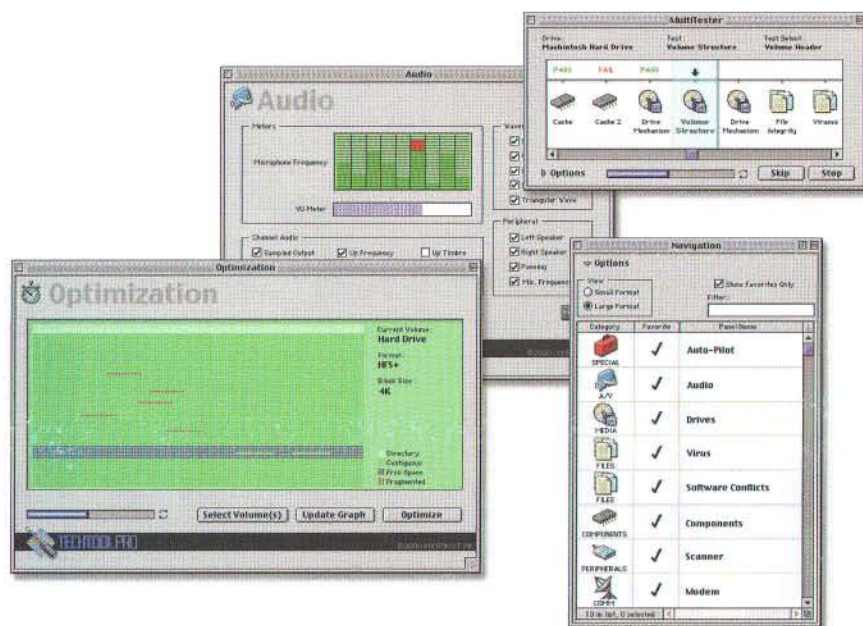 MultiTester
Drive: Test: Test Select:
Machintosh Hard Drive Volume Structure Volume Header
PASS FAIL PASS
Cache Cache 2 Drive Mechanism Volume Structure Drive Mechanism File Integrity Viruses
Options Skip Stop
Audio
Audio
Meters
Microphone Frequency
VU Meter
Triangular Wave
Channel Audio
Sampled Output Up Frequency Up Timbre
Peripheral
Left Speaker
Right Speaker
Panning
Mic. Frequency
Optimization
Optimization
Current Volume:
Hard Drive
Format:
HFS+
Block Size:
4K
Directory
Contiguous
Free Space
Fragmented
Select Volume(s) Update Graph Optimize
TECHTOOL PRO
Navigation
Options
View
Small Format
Large Format
Show Favorites Only
Filter:
Category Favorite Panel Name
SPECIAL Auto-Pilot
A/V Audio
MEDIA Drives
FILES Virus
FILES Software Conflicts
COMPONENTS Components
PERIPHERALS Scanner
COMM Modem
selected